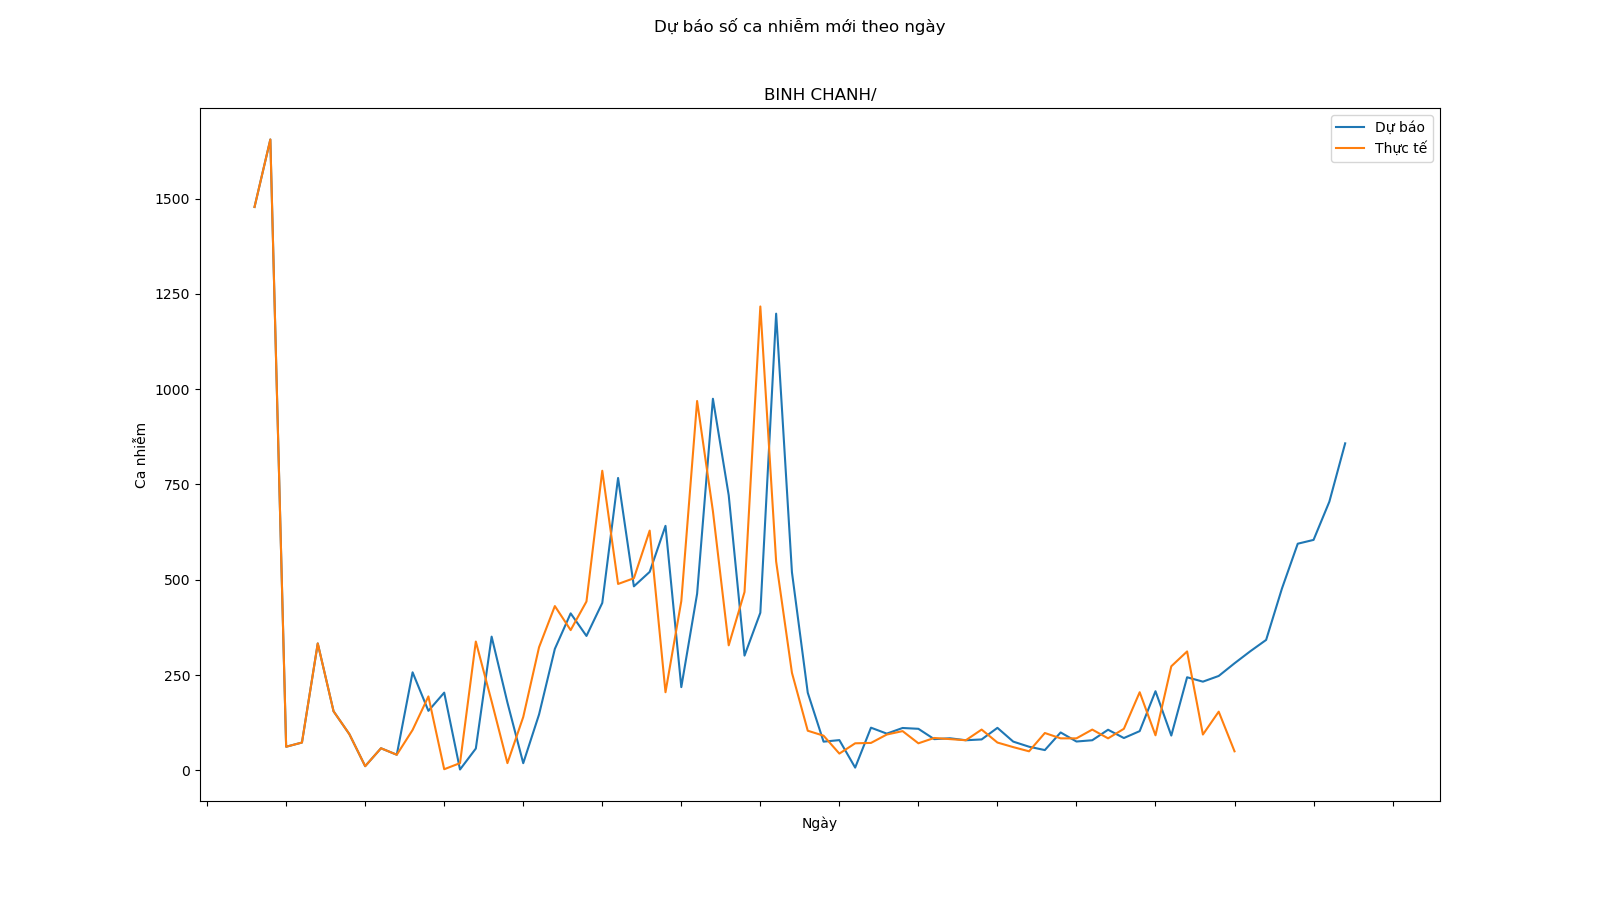 Dự báo số ca nhiễm mới theo ngày
BINH CHANH/
Dự báo
Thực tế
1500
1250
1000
750
500
250
0
Ca nhiễm
Ngày